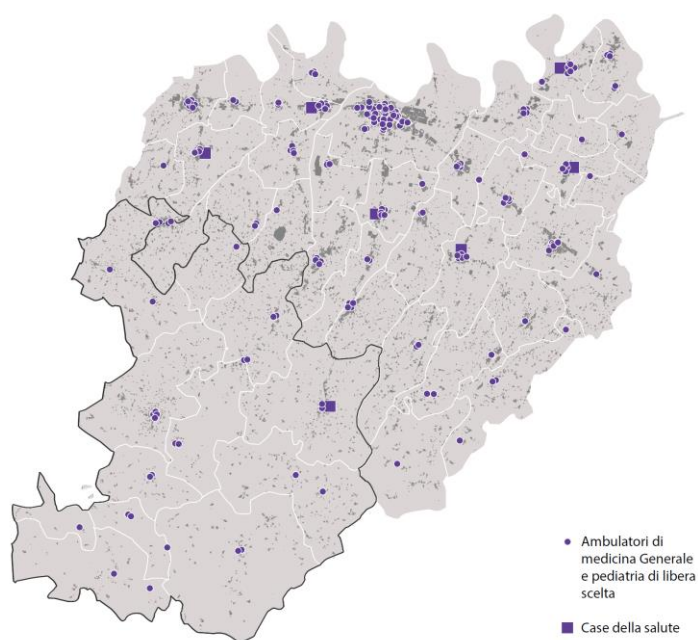 Ambulatori di
medicina Generale
e pediatria di libera
scelta
Case della salute